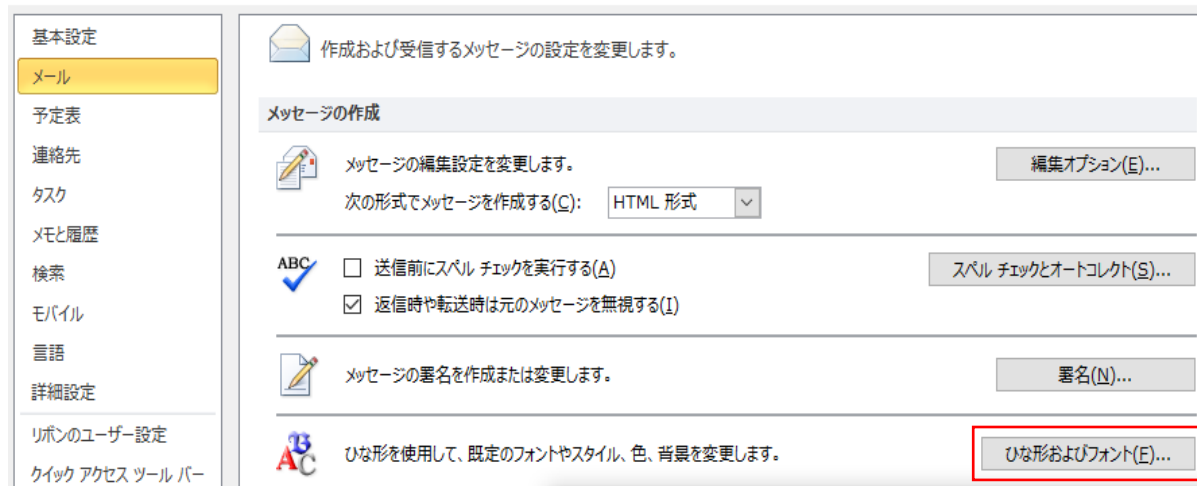 基本設定
メール
予定表
連絡先
タスク
メモと履歴
検索
モバイル
言語
詳細設定
リボンのユーザー設定
クイック アクセス ツール バー
作成および受信するメッセージの設定を変更します。
メッセージの作成
メッセージの編集設定を変更します。
編集オプション(E)...
次の形式でメッセージを作成する(C): HTML 形式
ABC
送信前にスペル チェックを実行する(A)
スペル チェックとオートコレクト(S)...
返信時や転送時は元のメッセージを無視する(I)
メッセージの署名を作成または変更します。
署名(N)...
ひな形を使用して、既定のフォントやスタイル、色、背景を変更します。
ひな形およびフォント(F)...